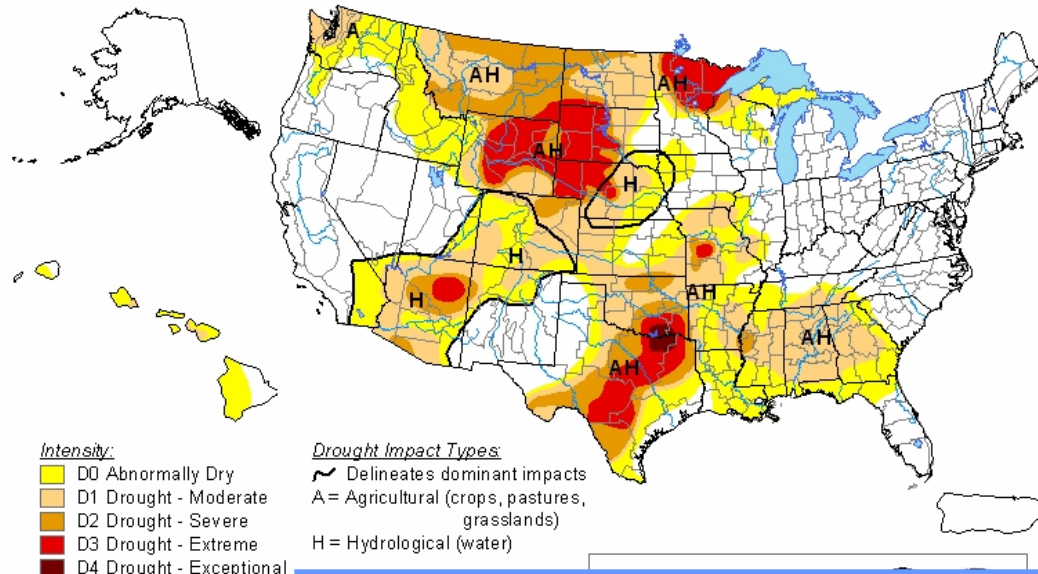 A
AH
AH
AH
H
H
H
AH
AH
AH
Intensity:
D0 Abnormally Dry
D1 Drought - Moderate
D2 Drought - Severe
D3 Drought - Extreme
D4 Drought - Exceptional
Drought Impact Types:
Delineates dominant impacts
A = Agricultural (crops, pastures,
grasslands)
H = Hydrological (water)